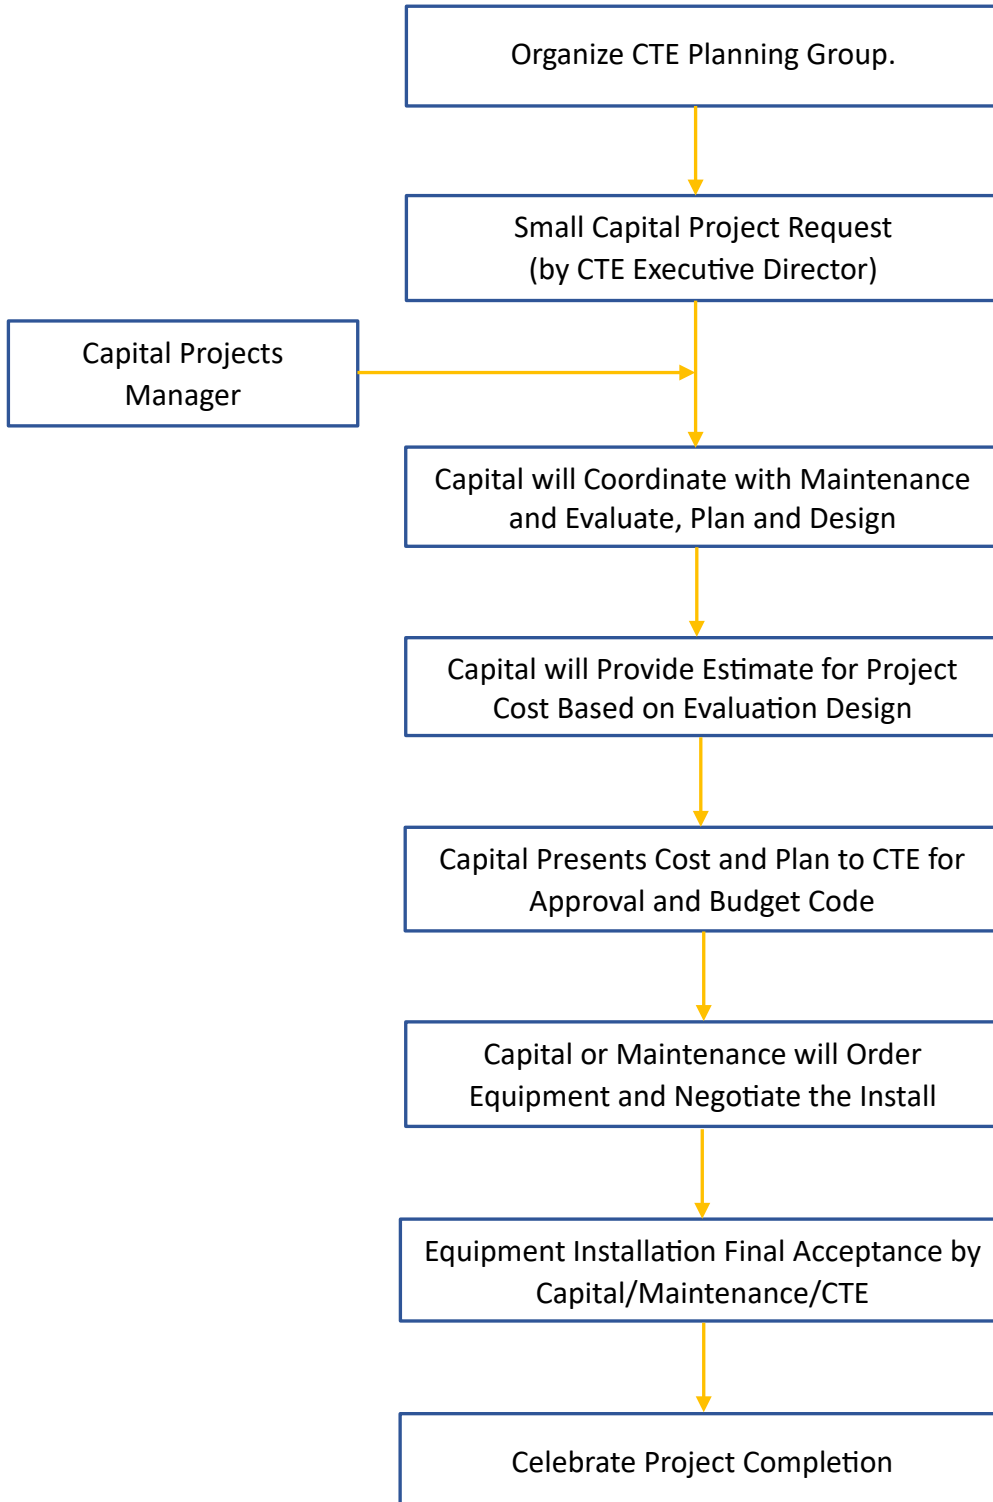 Organize CTE Planning Group.
Small Capital Project Request
(by CTE Executive Director)
Capital Projects
Manager
Capital will Coordinate with Maintenance
and Evaluate, Plan and Design
Capital will Provide Estimate for Project
Cost Based on Evaluation Design
Capital Presents Cost and Plan to CTE for
Approval and Budget Code
Capital or Maintenance will Order
Equipment and Negotiate the Install
Equipment Installation Final Acceptance by
Capital/Maintenance/CTE
Celebrate Project Completion